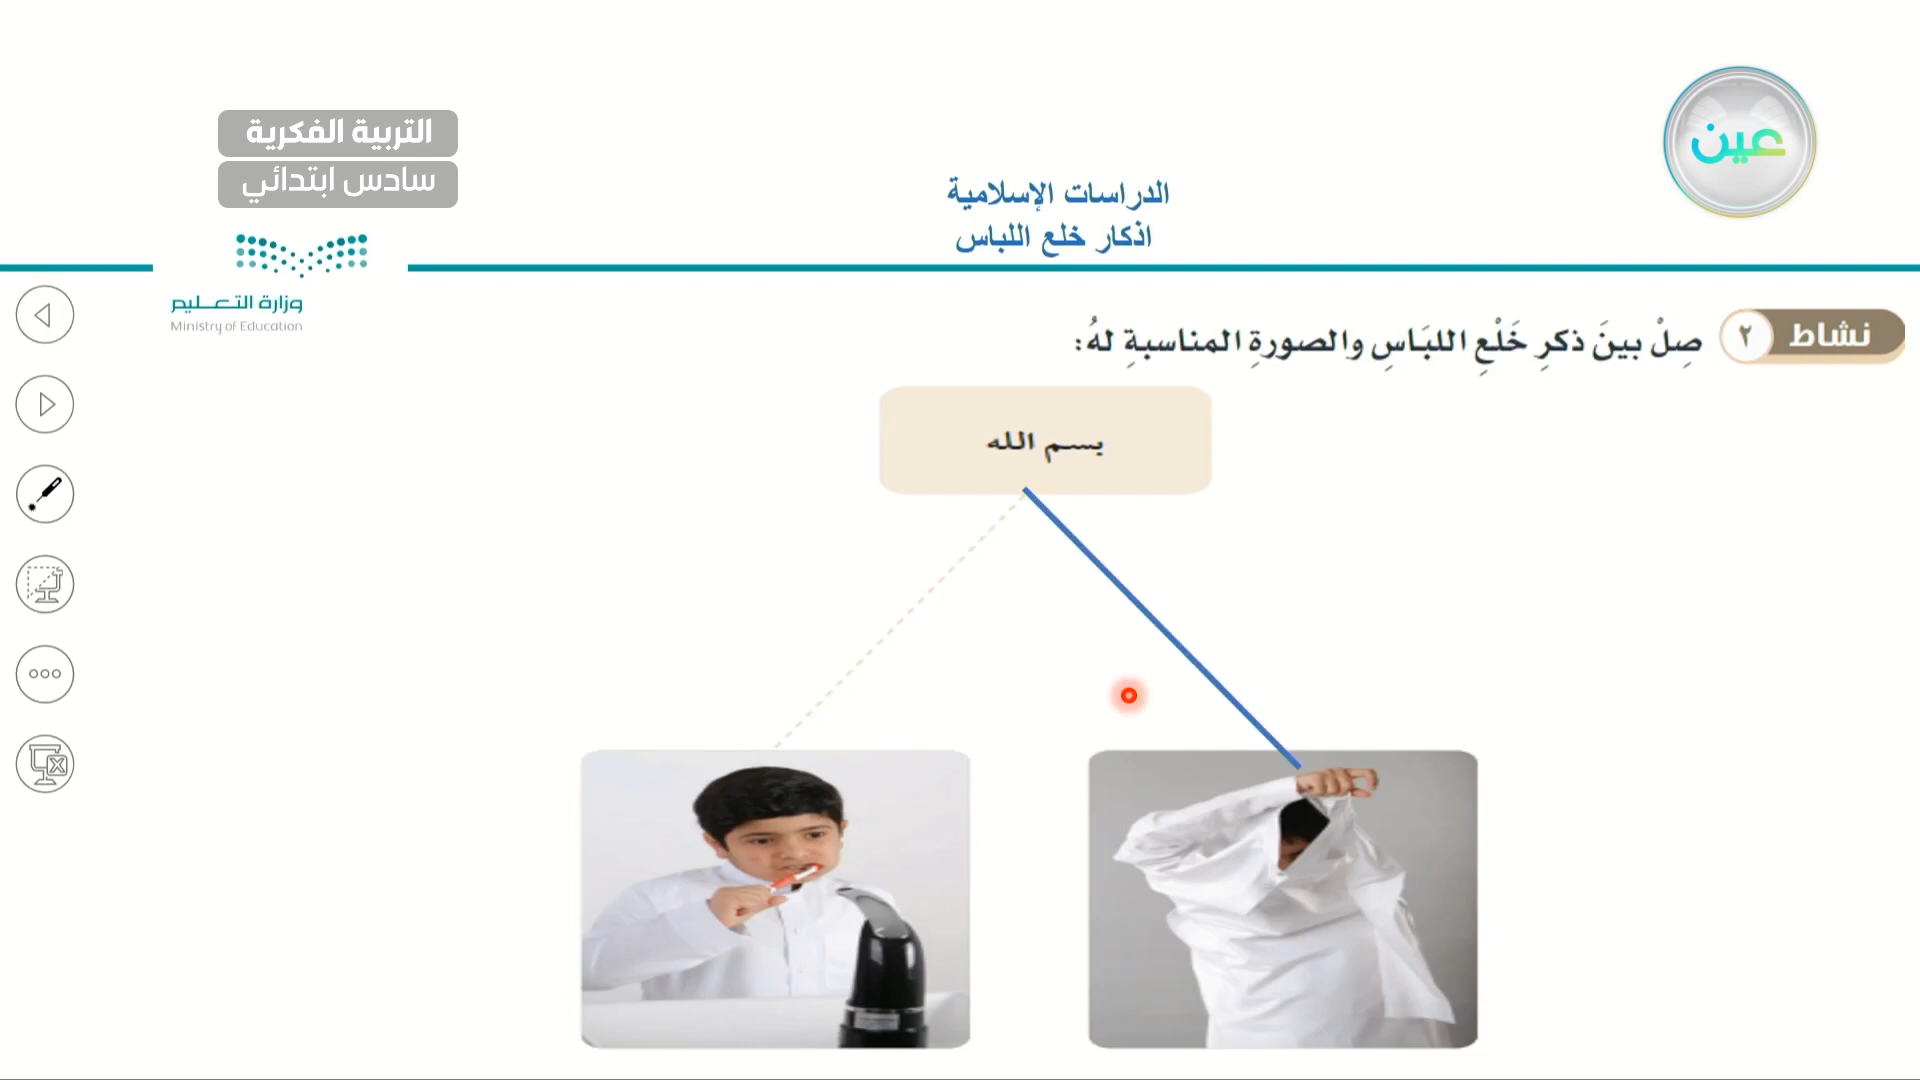 عين
التربية الفكرية
سادس ابتدائي
الدراسات الإسلامية
اذكار خلع اللباس
وزارة التعليم
Ministry of Education
نشاط ٢ صِلْ بينَ ذكرِ خَلْعِ اللبَاسِ والصورةِ المناسبةِ لهُ:
بسم الله